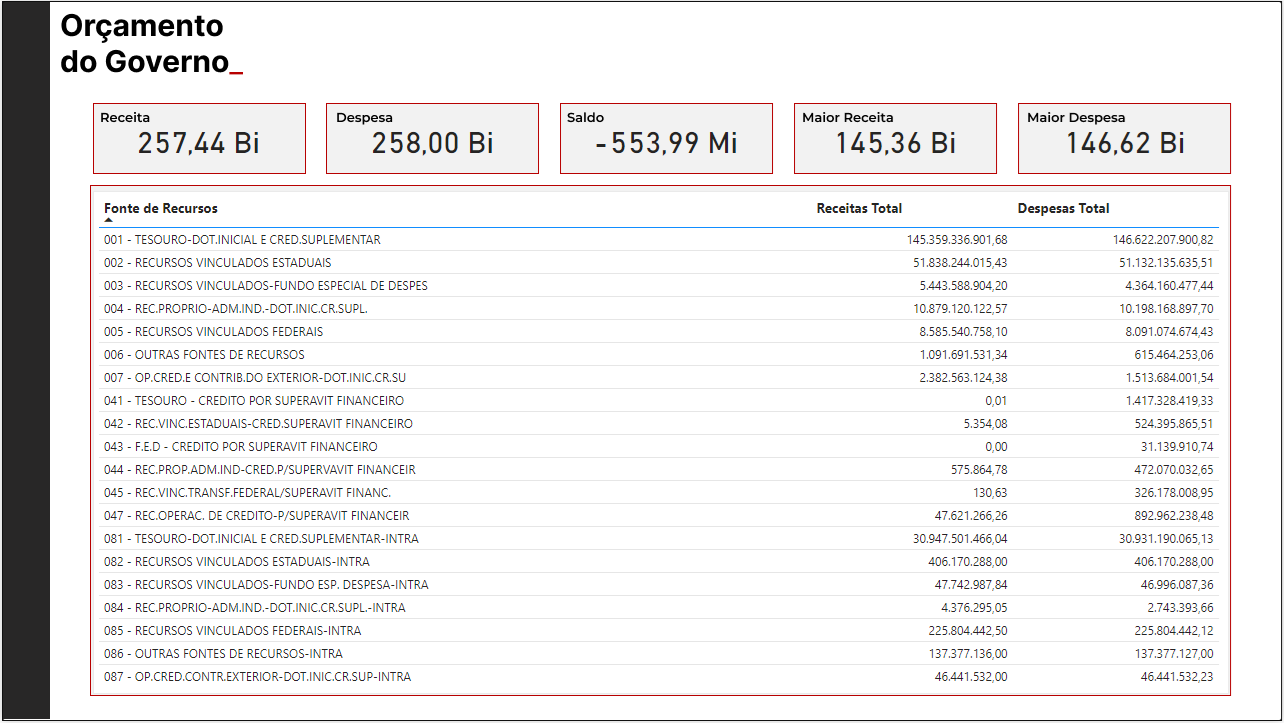 Orçamento
do Governo_
Receita
257,44 Bi
Despesa
258,00 Bi
Saldo
-553,99 Mi
Maior Receita
145,36 Bi
Maior Despesa
146,62 Bi
Fonte de Recursos Receitas Total Despesas Total
001 - TESOURO-DOT.INICIAL E CRED.SUPLEMENTAR 145.359.336.901,68 146.622.207.900,82
002 - RECURSOS VINCULADOS ESTADUAIS 51.838.244.015,43 51.132.135.635,51
003 - RECURSOS VINCULADOS-FUNDO ESPECIAL DE DESPES 5.443.588.904,20 4.364.160.477,44
004 - REC.PROPRIO-ADM.IND.-DOT.INIC.CR.SUPL. 10.879.120.122,57 10.198.168.897,70
005 - RECURSOS VINCULADOS FEDERAIS 8.585.540.758,10 8.091.074.674,43
006 - OUTRAS FONTES DE RECURSOS 1.091.691.531,34 615.464.253,06
007 - OP.CRED.E CONTRIB.DO EXTERIOR-DOT.INIC.CR.SU 2.382.563.124,38 1.513.684.001,54
041 - TESOURO - CREDITO POR SUPERAVIT FINANCEIRO 0,01 1.417.328.419,33
042 - REC.VINC.ESTADUAIS-CRED.SUPERAVIT FINANCEIRO 5.354,08 524.395.865,51
043 - F.E.D - CREDITO POR SUPERAVIT FINANCEIRO 0,00 31.139.910,74
044 - REC.PROP.ADM.IND-CRED.P/SUPERVAVIT FINANCEIR 575.864,78 472.070.032,65
045 - REC.VINC.TRANSF.FEDERAL/SUPERAVIT FINANC. 130,63 326.178.008,95
047 - REC.OPERAC. DE CREDITO-P/SUPERAVIT FINANCEIR 47.621.266,26 892.962.238,48
081 - TESOURO-DOT.INICIAL E CRED.SUPLEMENTAR-INTRA 30.947.501.466,04 30.931.190.065,13
082 - RECURSOS VINCULADOS ESTADUAIS-INTRA 406.170.288,00 406.170.288,00
083 - RECURSOS VINCULADOS-FUNDO ESP. DESPESA-INTRA 47.742.987,84 46.996.087,36
084 - REC.PROPRIO-ADM.IND.-DOT.INIC.CR.SUPL.-INTRA 4.376.295,05 2.743.393,66
085 - RECURSOS VINCULADOS FEDERAIS-INTRA 225.804.442,50 225.804.442,12
086 - OUTRAS FONTES DE RECURSOS-INTRA 137.377.136,00 137.377.127,00
087 - OP.CRED.CONTR.EXTERIOR-DOT.INIC.CR.SUP-INTRA 46.441.532,00 46.441.532,23